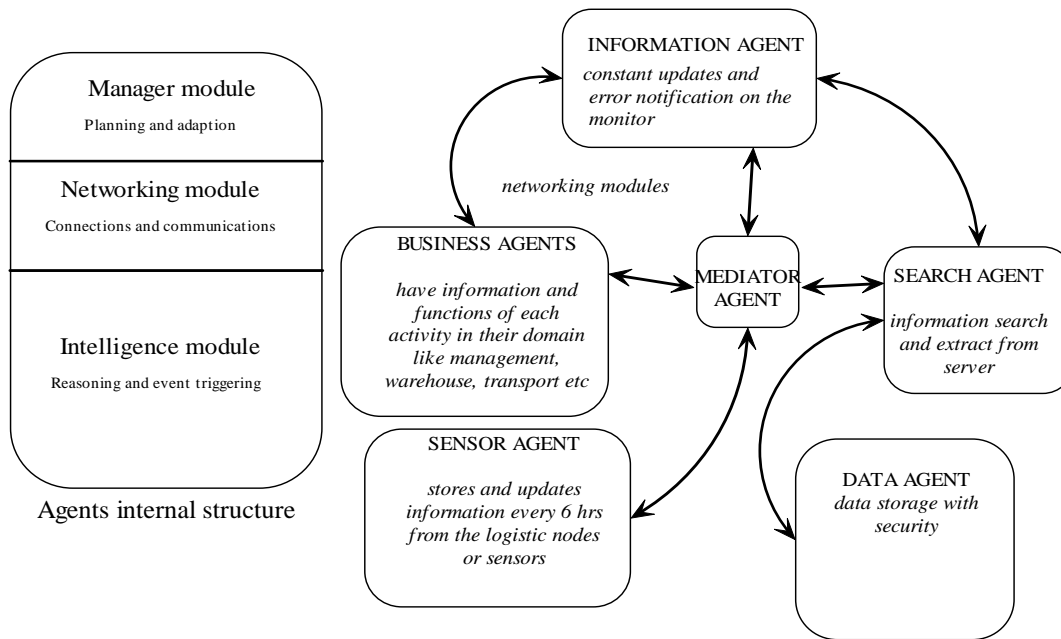 Manager module
Planning and adaption
Networking module
Connections and communications
Intelligence module
Reasoning and event triggering
Agents internal structure
INFORMATION AGENT
constant updates and
error notification on the
monitor
networking modules
BUSINESS AGENTS
have information and
functions of each
activity in their domain
like management,
warehouse, transport etc
MEDIATOR
AGENT
SEARCH AGENT
information search
and extract from
server
SENSOR AGENT
stores and updates
information every 6 hrs
from the logistic nodes
or sensors
DATA AGENT
data storage with
security